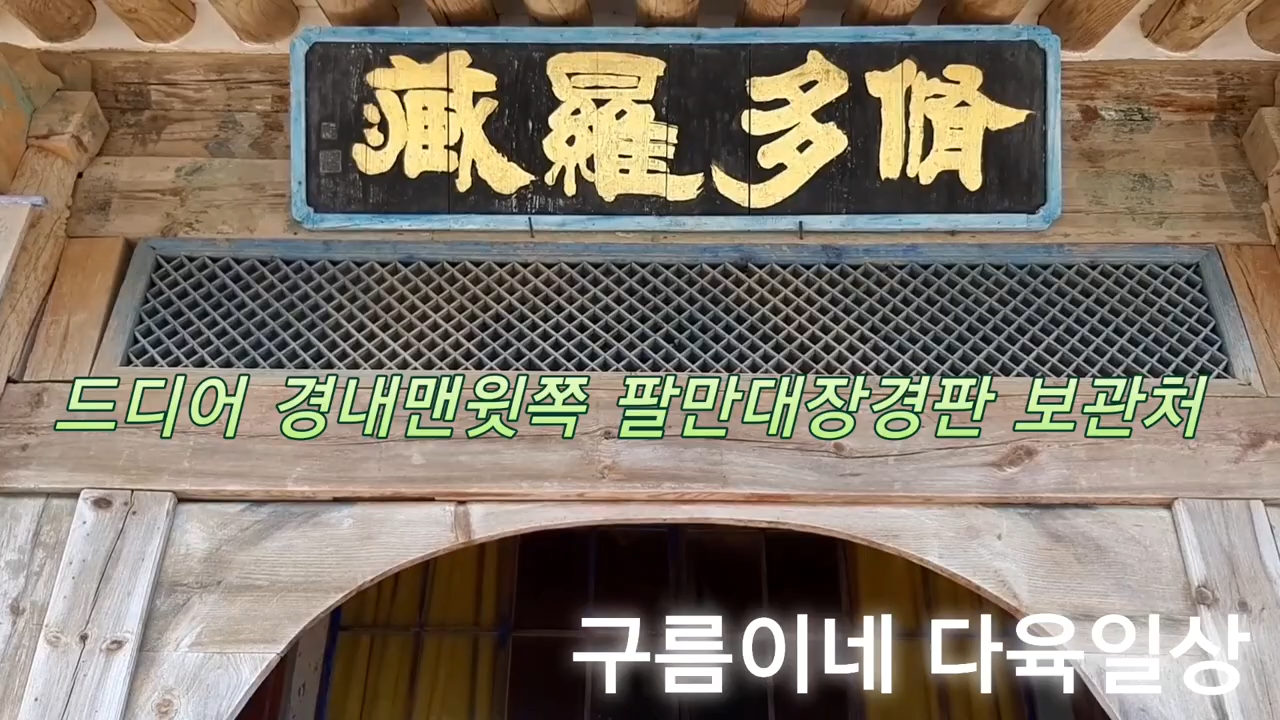 脩多羅藏
드디어 경내맨윗쪽 팔만대장경판 보관처
구름이네 다육일상